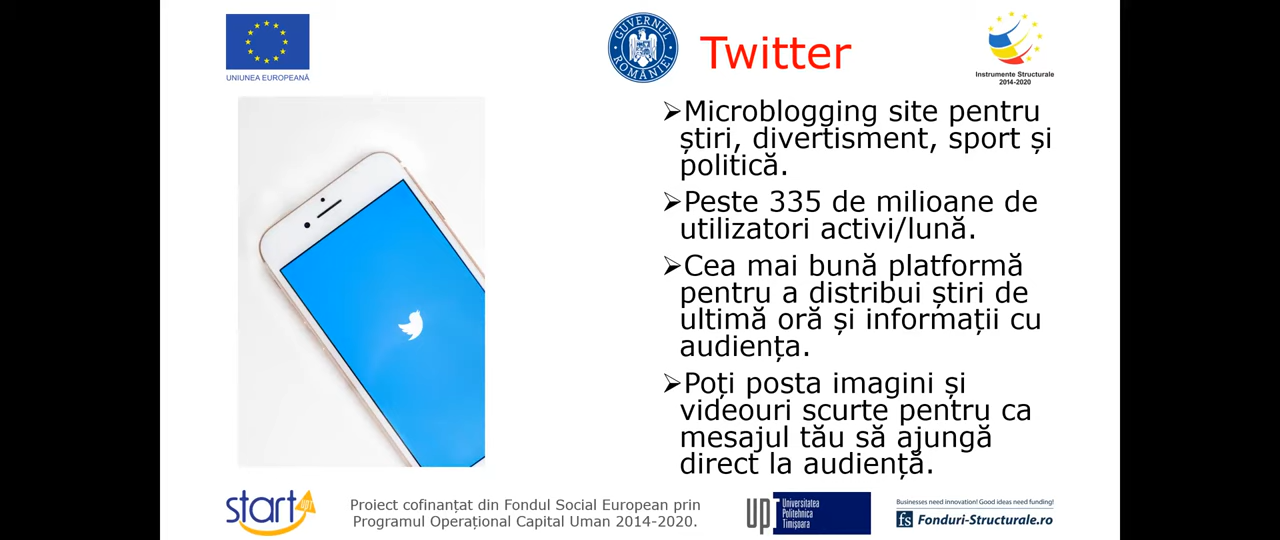 UNIUNEA EUROPEANĂ
GUVERNUL ROMÂNIEI
Twitter
Instrumente Structurale
2014-2020
➢Microblogging site pentru
știri, divertisment, sport și
politică.
➢Peste 335 de milioane de
utilizatori activi/lună.
➢Cea mai bună platformă
pentru a distribui știri de
ultimă oră și informații cu
audiența.
➢Poți posta imagini și
videouri scurte pentru ca
mesajul tău să ajungă
direct la audiență.
start UPT
Proiect cofinanțat din Fondul Social European prin
Programul Operațional Capital Uman 2014-2020.
UPT
Universitatea
Politehnica
Timișoara
Businesses need innovation! Good ideas need funding!
fs Fonduri-Structurale.ro